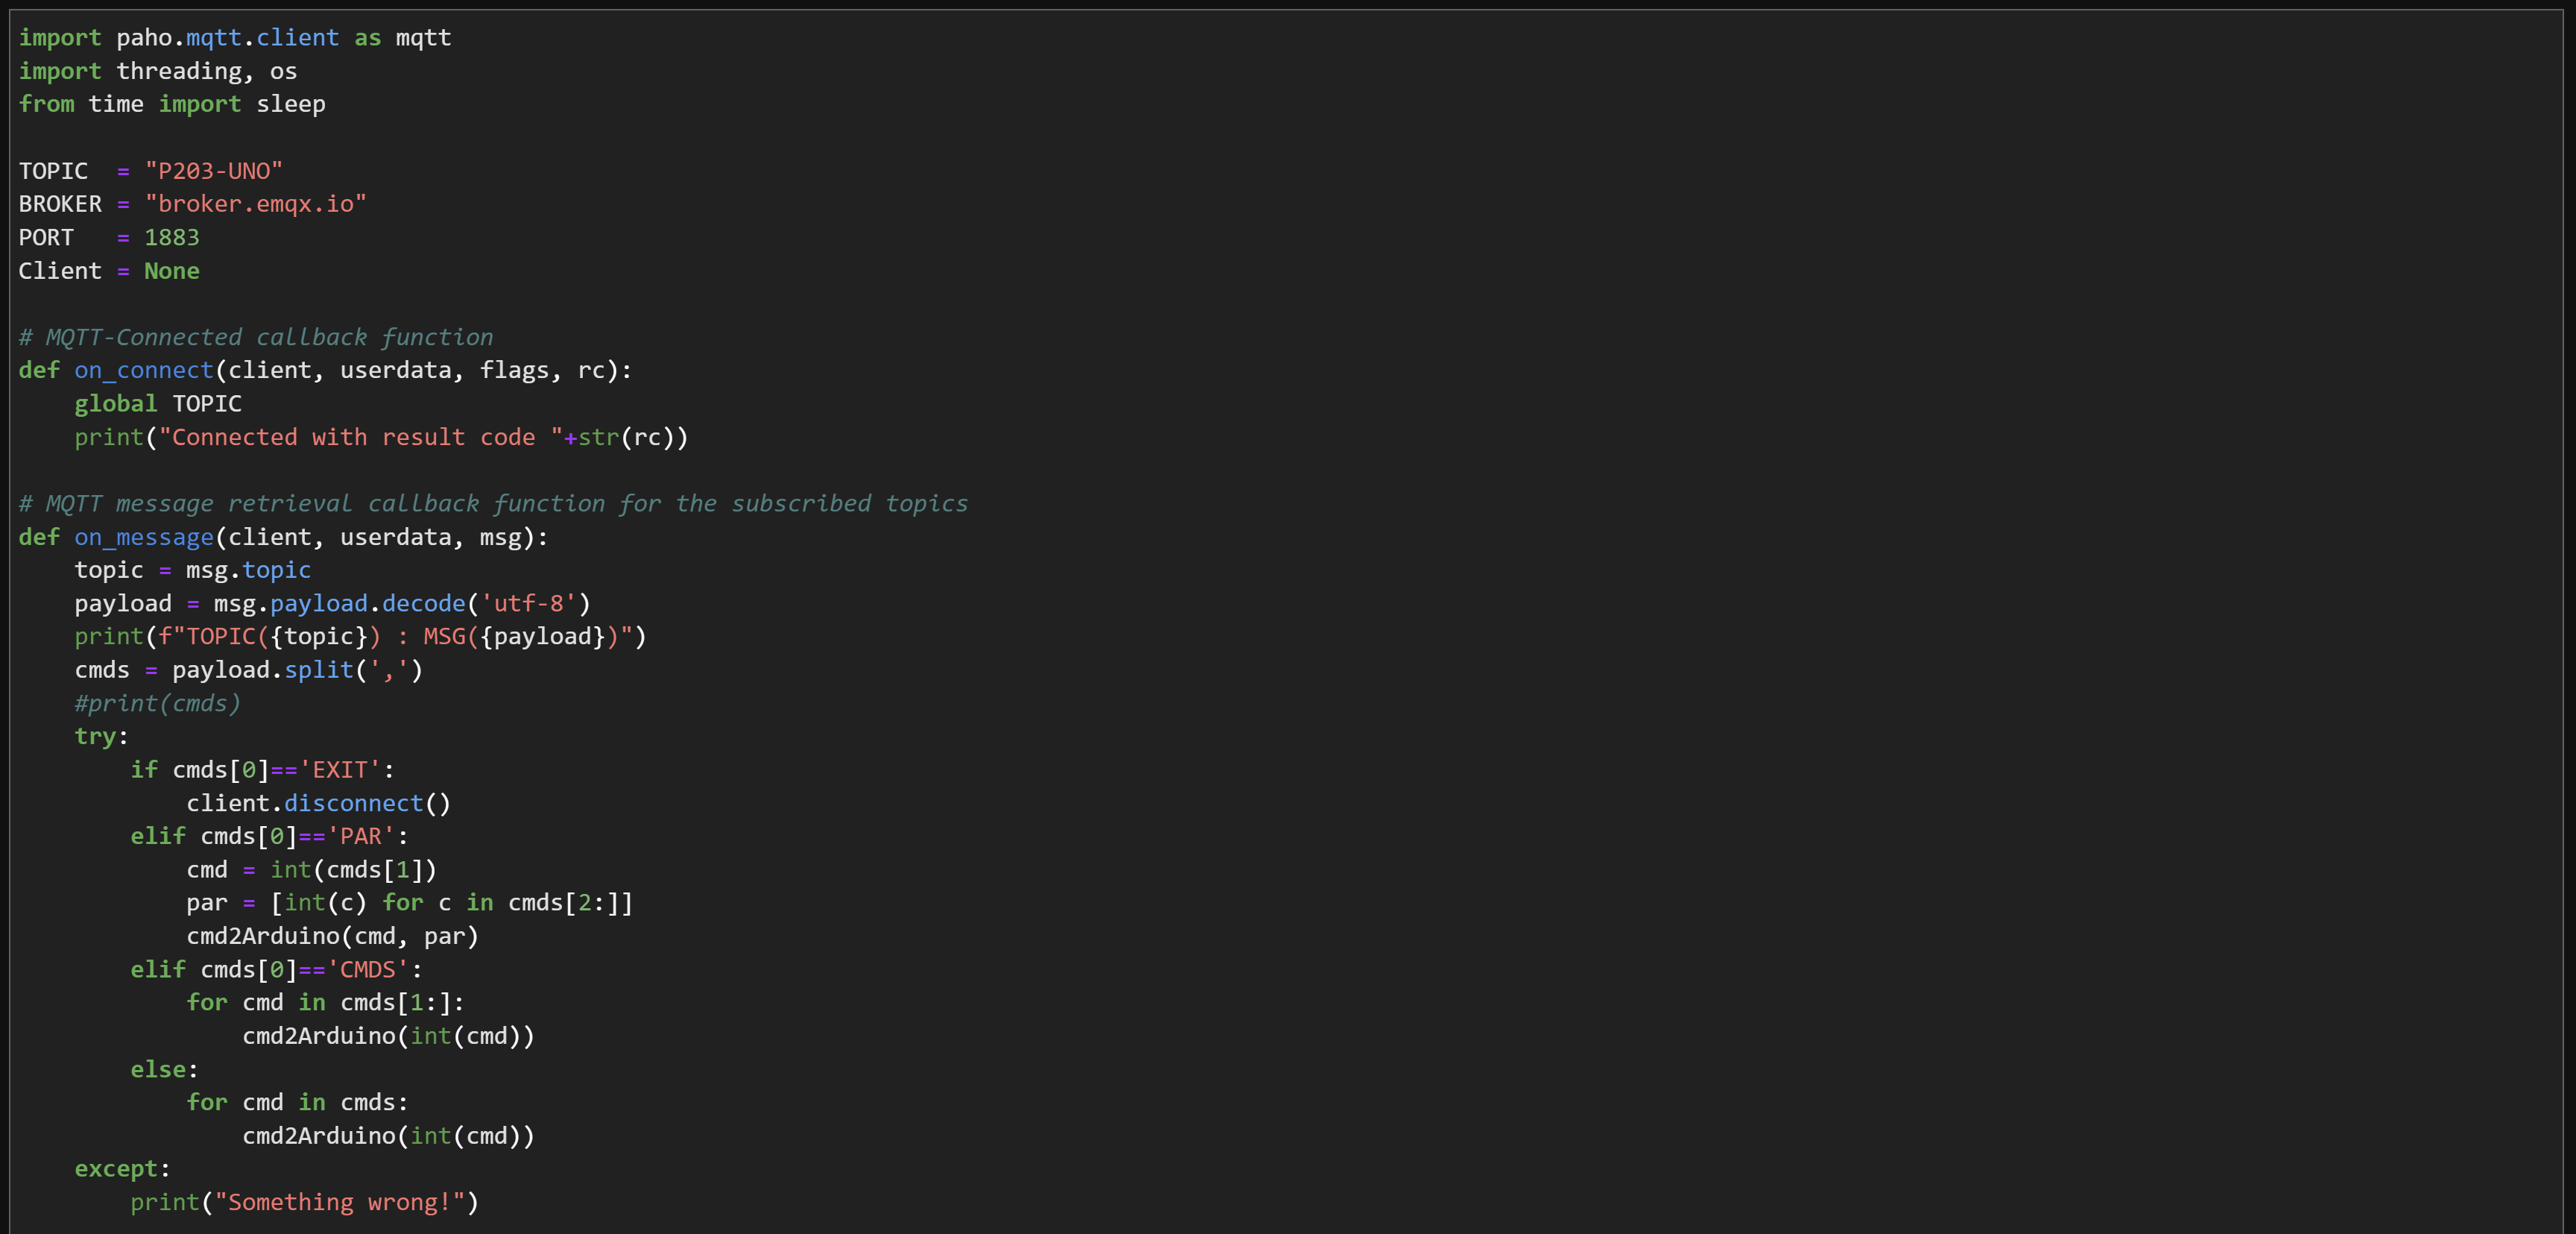 import paho.mqtt.client as mqtt
import threading, os
from time import sleep

TOPIC  = "P203-UNO"
BROKER = "broker.emqx.io"
PORT   = 1883
Client = None

# MQTT-Connected callback function
def on_connect(client, userdata, flags, rc):
    global TOPIC
    print("Connected with result code "+str(rc))

# MQTT message retrieval callback function for the subscribed topics
def on_message(client, userdata, msg):
    topic = msg.topic
    payload = msg.payload.decode('utf-8')
    print(f"TOPIC({topic}) : MSG({payload})")
    cmds = payload.split(',')
    #print(cmds)
    try:
        if cmds[0]=='EXIT':
            client.disconnect()
        elif cmds[0]=='PAR':
            cmd = int(cmds[1])
            par = [int(c) for c in cmds[2:]]
            cmd2Arduino(cmd, par)
        elif cmds[0]=='CMDS':
            for cmd in cmds[1:]:
                cmd2Arduino(int(cmd))
        else:
            for cmd in cmds:
                cmd2Arduino(int(cmd))
    except:
        print("Something wrong!")